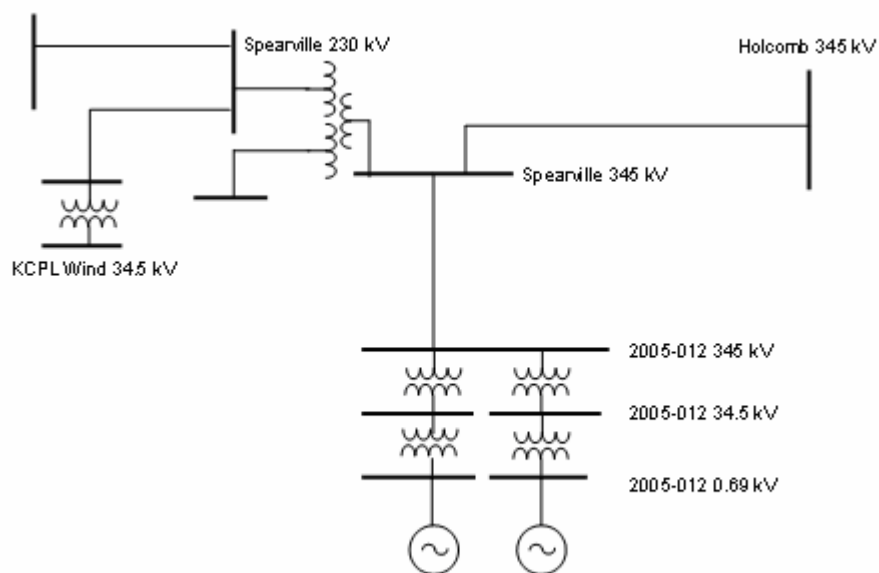 Spearville 230 kV
Holcomb 345 kV
Spearville 345 kV
KCPL Wind 34.5 kV
2005-012 345 kV
2005-012 34.5 kV
2005-012 0.69 kV